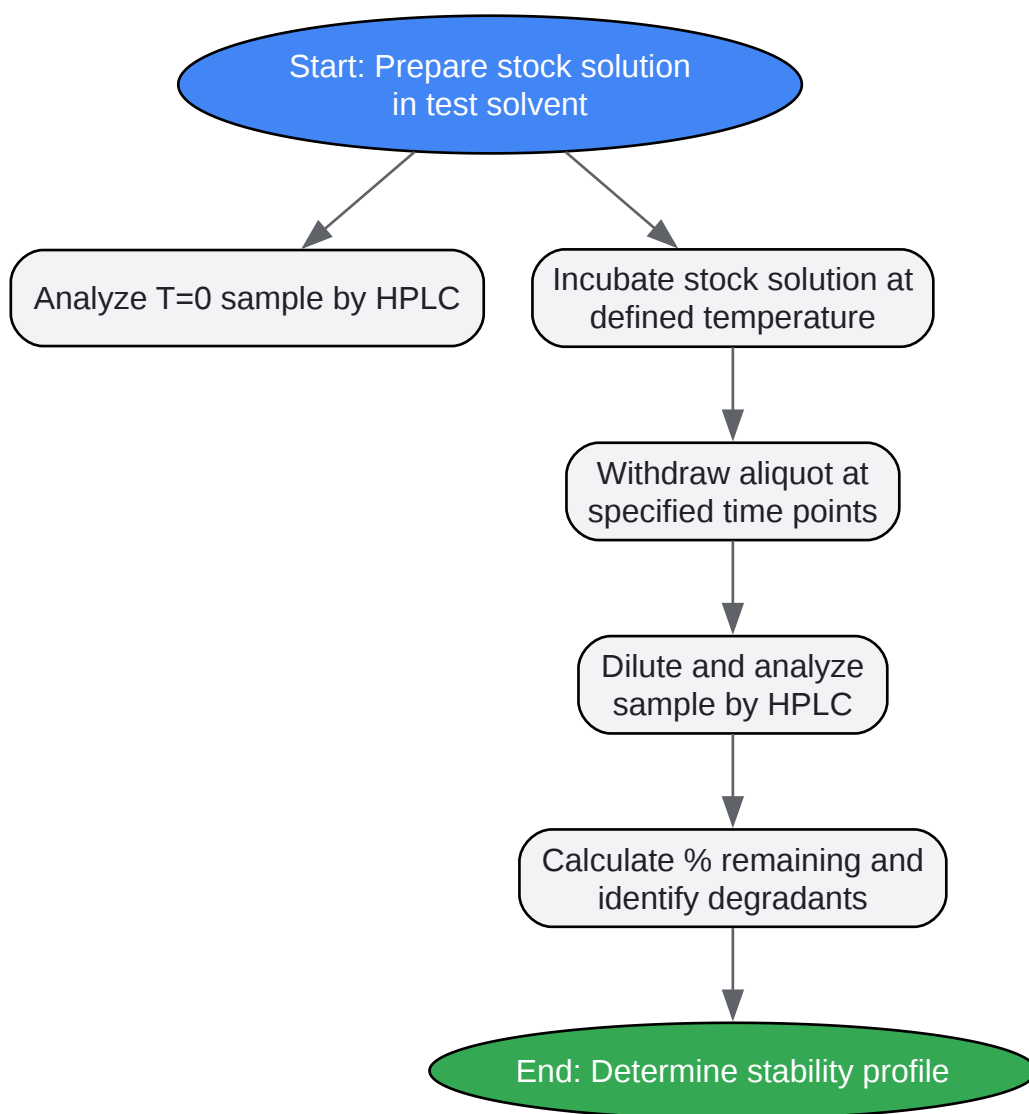 Start: Prepare stock solution
in test solvent
Analyze T=0 sample by HPLC
Incubate stock solution at
defined temperature
Withdraw aliquot at
specified time points
Dilute and analyze
sample by HPLC
Calculate % remaining and
identify degradants
End: Determine stability profile